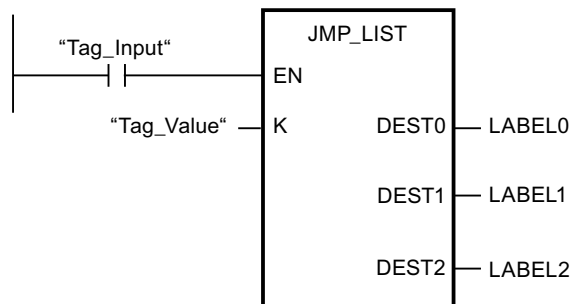 JMP_LIST
“Tag_Input“
EN
“Tag_Value“ K DEST0 LABEL0
DEST1 LABEL1
DEST2 LABEL2